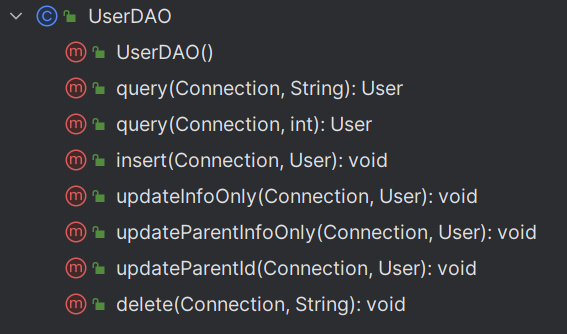 C UserDAO
m UserDAO()
m query(Connection, String): User
m query(Connection, int): User
m insert(Connection, User): void
m updateInfoOnly(Connection, User): void
m updateParentInfoOnly(Connection, User): void
m updateParentId(Connection, User): void
m delete(Connection, String): void